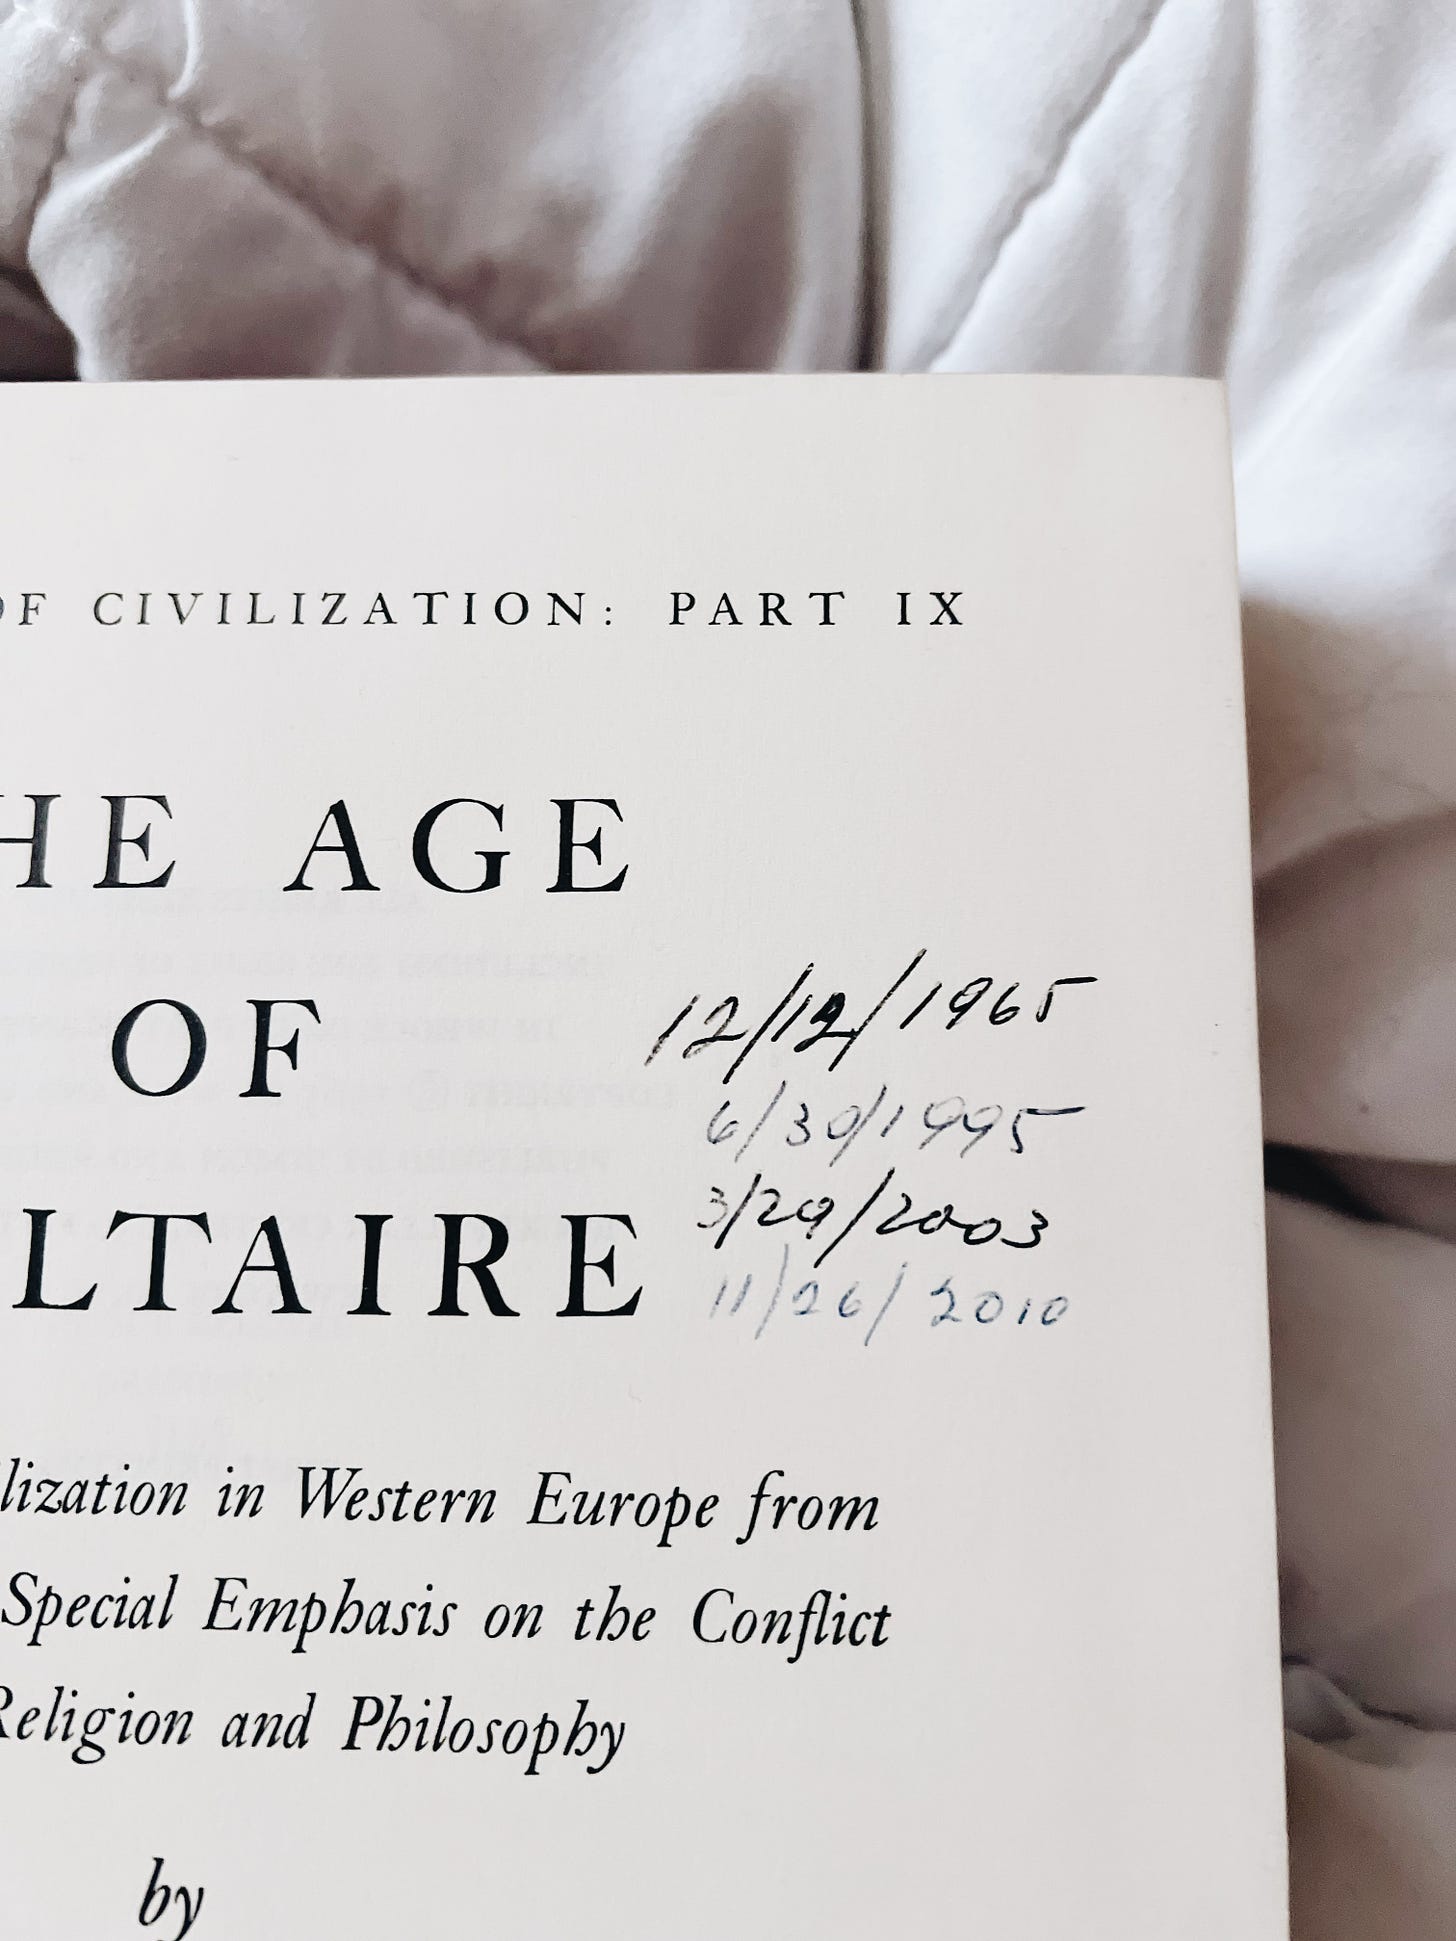 OF CIVILIZATION: PART IX
HE AGE
OF
12/12/1965
6/30/1995
LTAIRE
3/29/2003
11/26/2010
lization in Western Europe from
Special Emphasis on the Conflict
Religion and Philosophy
by